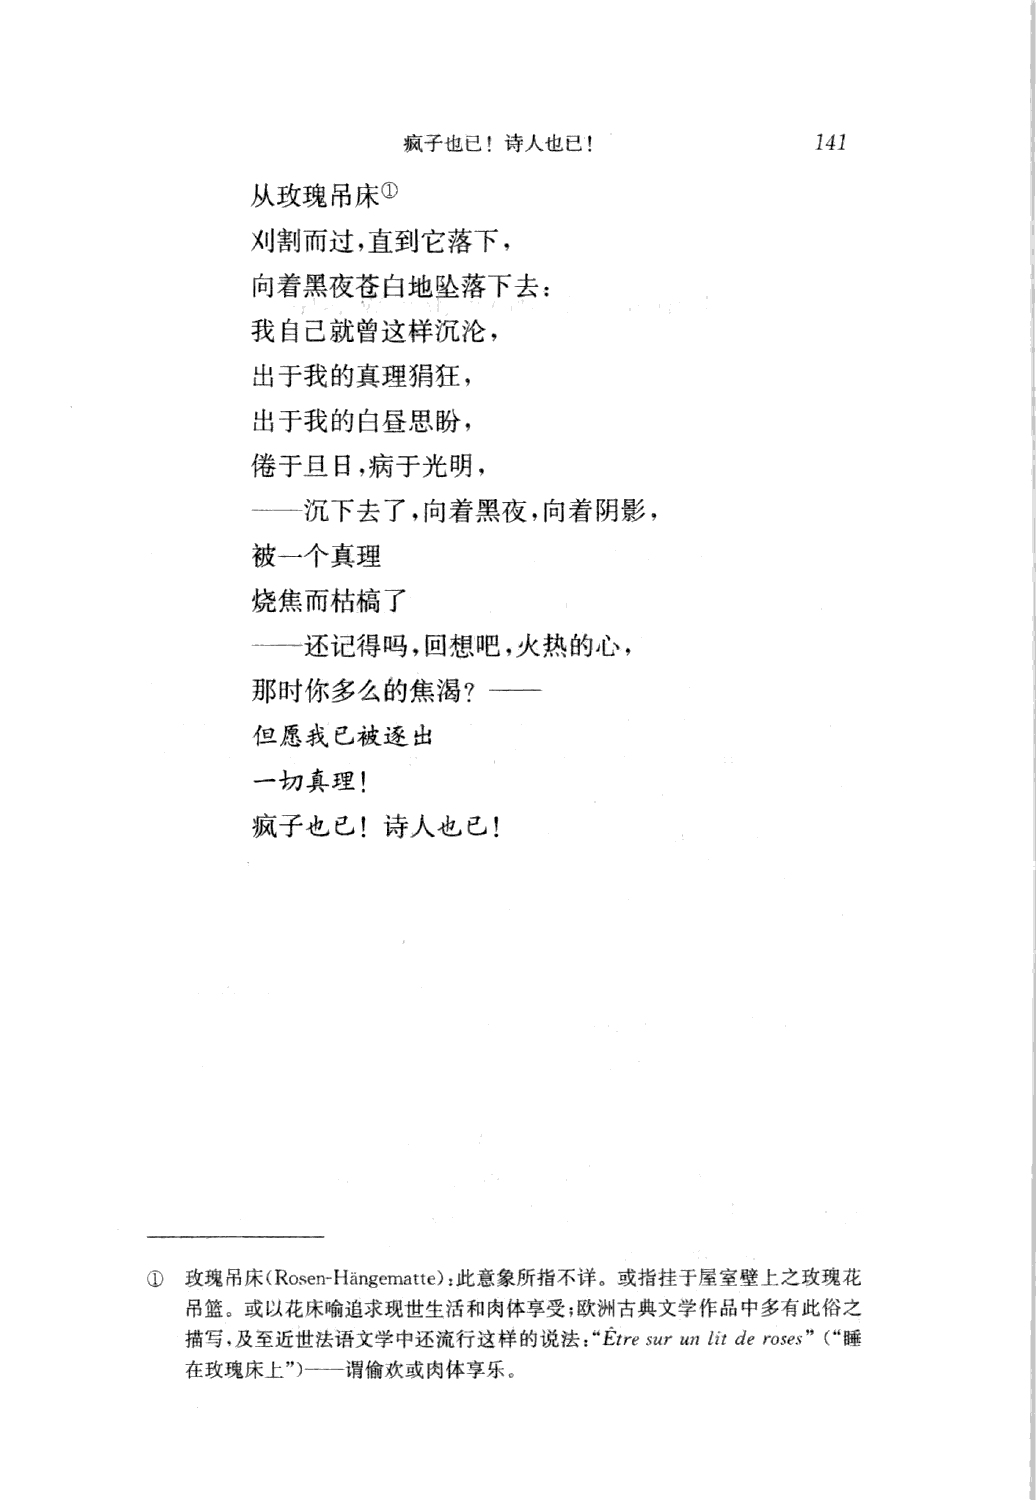 疯子也已！诗人也已！ 141
从玫瑰吊床①
刈割而过，直到它落下，
向着黑夜苍白地坠落下去：
我自己就曾这样沉沦，
出于我的真理狷狂，
出于我的白昼思盼，
倦于旦日，病于光明，
——沉下去了，向着黑夜，向着阴影，
被一个真理
烧焦而枯槁了
——还记得吗，回想吧，火热的心，
那时你多么的焦渴？——
但愿我已被逐出
一切真理！
疯子也已！诗人也已！
① 玫瑰吊床(Rosen-Hängematte)：此意象所指不详。或指挂于屋室壁上之玫瑰花
吊篮。或以花床喻追求现世生活和肉体享受；欧洲古典文学作品中多有此俗之
描写，及至近世法语文学中还流行这样的说法：“Être sur un lit de roses”（“睡
在玫瑰床上”）——谓偷欢或肉体享乐。